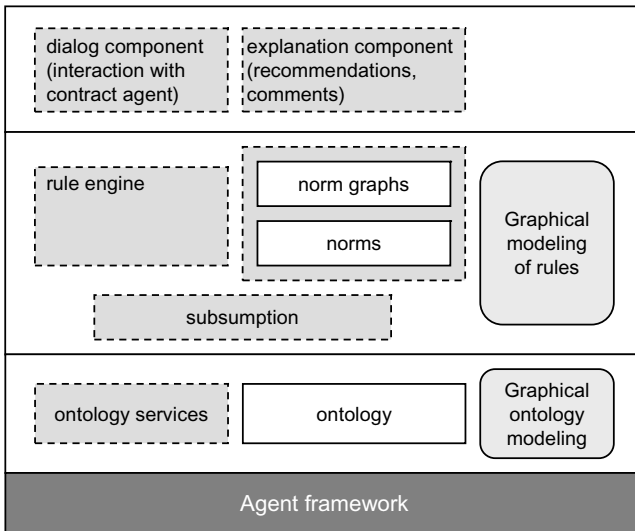 dialog component
(interaction with
contract agent)
explanation component
(recommendations,
comments)
rule engine
norm graphs
norms
Graphical
modeling
of rules
subsumption
ontology services
ontology
Graphical
ontology
modeling
Agent framework